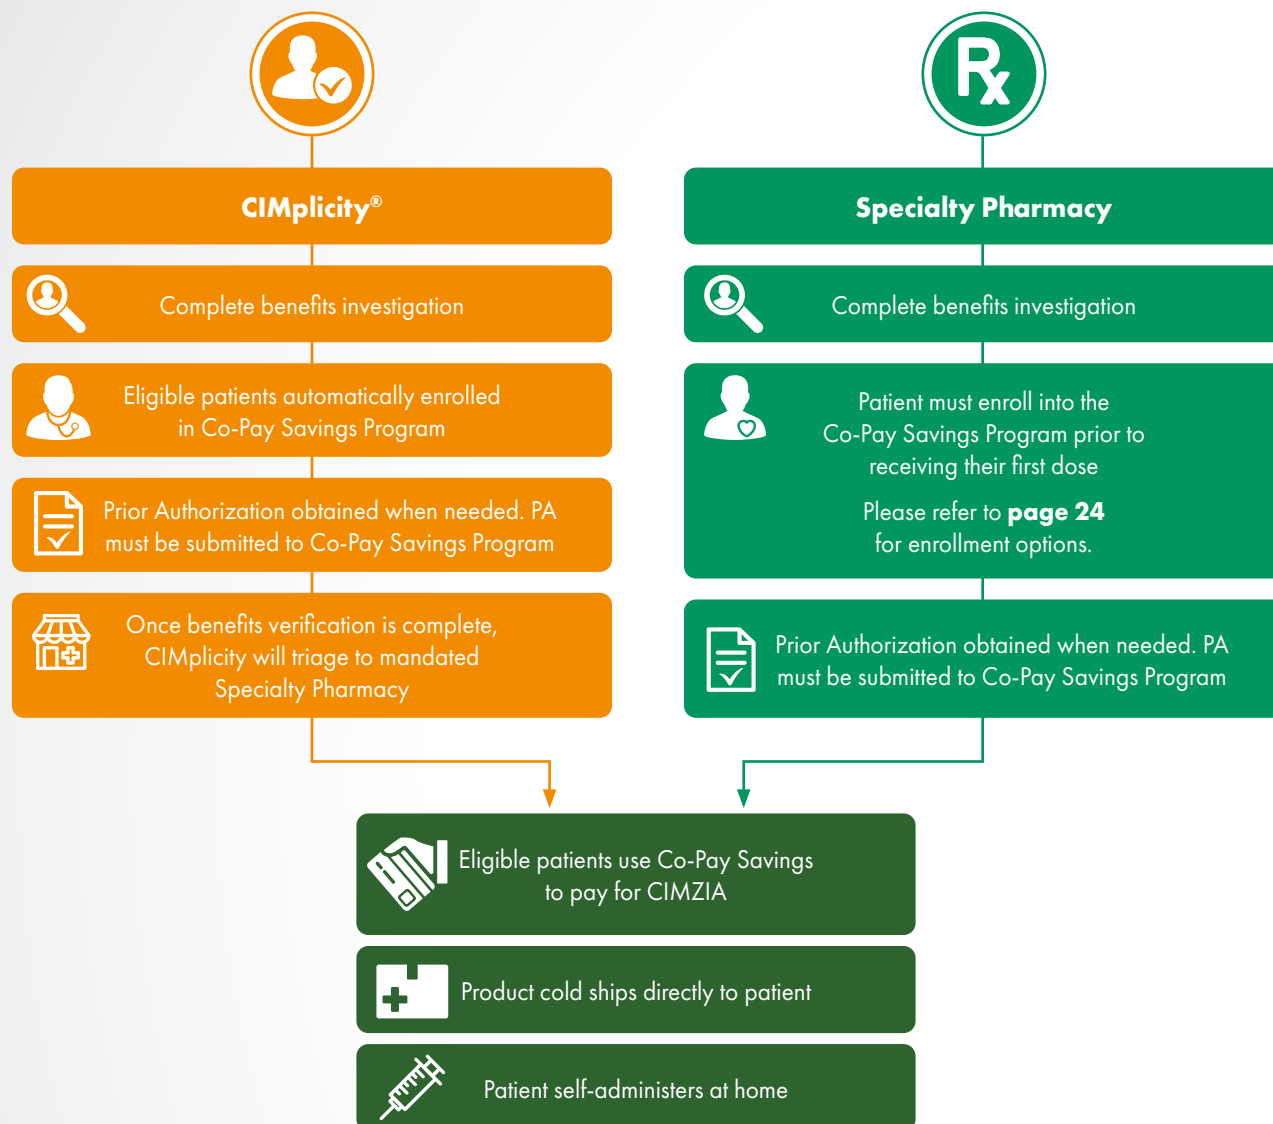 Rx
CIMplicity®
Complete benefits investigation
Eligible patients automatically enrolled
in Co-Pay Savings Program
Prior Authorization obtained when needed. PA
must be submitted to Co-Pay Savings Program
Once benefits verification is complete,
CIMplicity will triage to mandated
Specialty Pharmacy
Specialty Pharmacy
Complete benefits investigation
Patient must enroll into the
Co-Pay Savings Program prior to
receiving their first dose
Please refer to page 24
for enrollment options.
Prior Authorization obtained when needed. PA
must be submitted to Co-Pay Savings Program
Eligible patients use Co-Pay Savings
to pay for CIMZIA
Product cold ships directly to patient
Patient self-administers at home